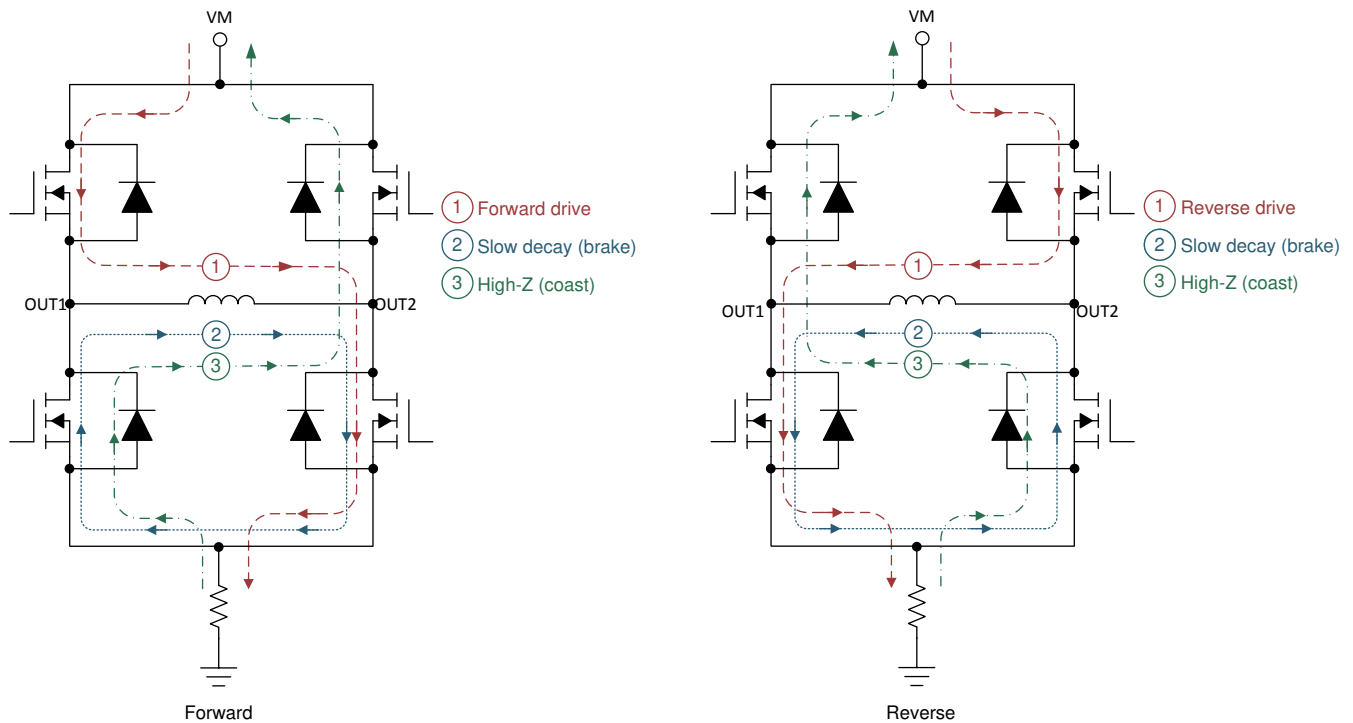 VM
1 Forward drive
2 Slow decay (brake)
3 High-Z (coast)
1
OUT1
OUT2
2
3
Forward
VM
1 Reverse drive
2 Slow decay (brake)
3 High-Z (coast)
1
OUT1
OUT2
2
3
Reverse